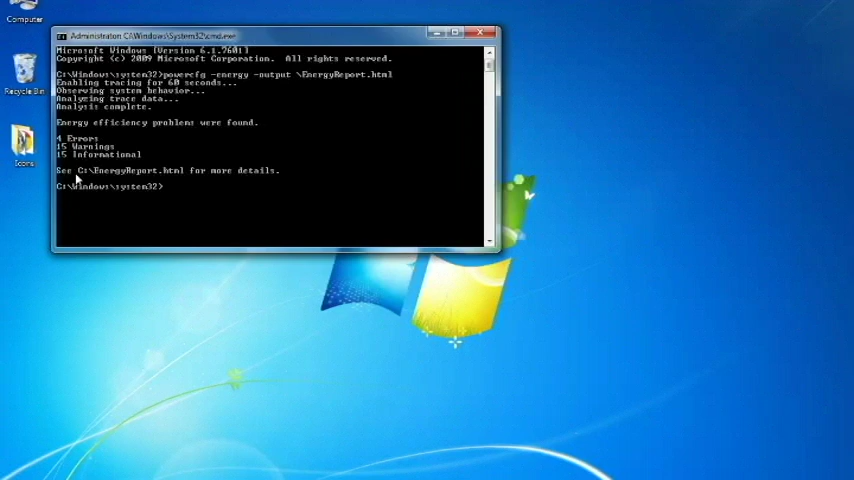 Computer
Recycle Bin
Icons
Administrator: C:\Windows\System32\cmd.exe
Microsoft Windows [Version 6.1.7601]
Copyright (c) 2009 Microsoft Corporation. All rights reserved.
C:\Windows\system32>powercfg -energy -output \EnergyReport.html
Enabling tracing for 60 seconds...
Observing system behavior...
Analyzing trace data...
Analysis complete.
Energy efficiency problems were found.
4 Errors
15 Warnings
15 Informational
See C:\EnergyReport.html for more details.
C:\Windows\system32>